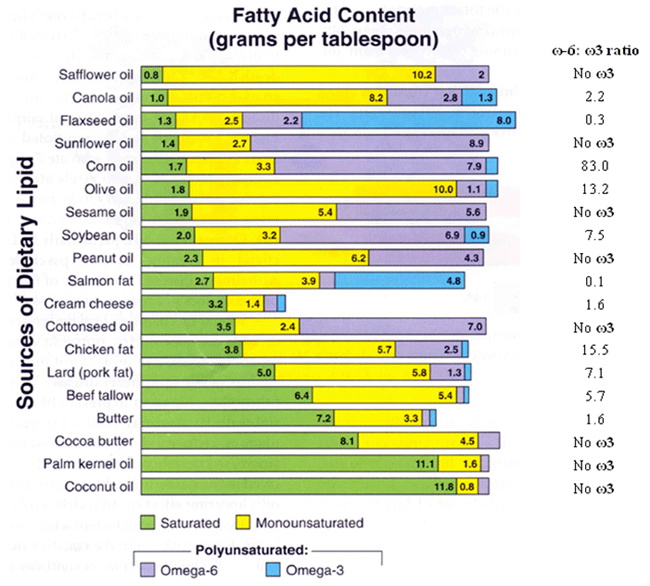 Fatty Acid Content
(grams per tablespoon)
ω-6: ω3 ratio
Safflower oil 0.8 10.2 2 No ω3
Canola oil 1.0 8.2 2.8 1.3 2.2
Flaxseed oil 1.3 2.5 2.2 8.0 0.3
Sunflower oil 1.4 2.7 8.9 No ω3
Corn oil 1.7 3.3 7.9 83.0
Olive oil 1.8 10.0 1.1 13.2
Sesame oil 1.9 5.4 5.6 No ω3
Soybean oil 2.0 3.2 6.9 0.9 7.5
Peanut oil 2.3 6.2 4.3 No ω3
Salmon fat 2.7 3.9 4.8 0.1
Cream cheese 3.2 1.4 1.6
Cottonseed oil 3.5 2.4 7.0 No ω3
Chicken fat 3.8 5.7 2.5 15.5
Lard (pork fat) 5.0 5.8 1.3 7.1
Beef tallow 6.4 5.4 5.7
Butter 7.2 3.3 1.6
Cocoa butter 8.1 4.5 No ω3
Palm kernel oil 11.1 1.6 No ω3
Coconut oil 11.8 0.8 No ω3
Sources of Dietary Lipid
Saturated Monounsaturated
Polyunsaturated:
Omega-6 Omega-3